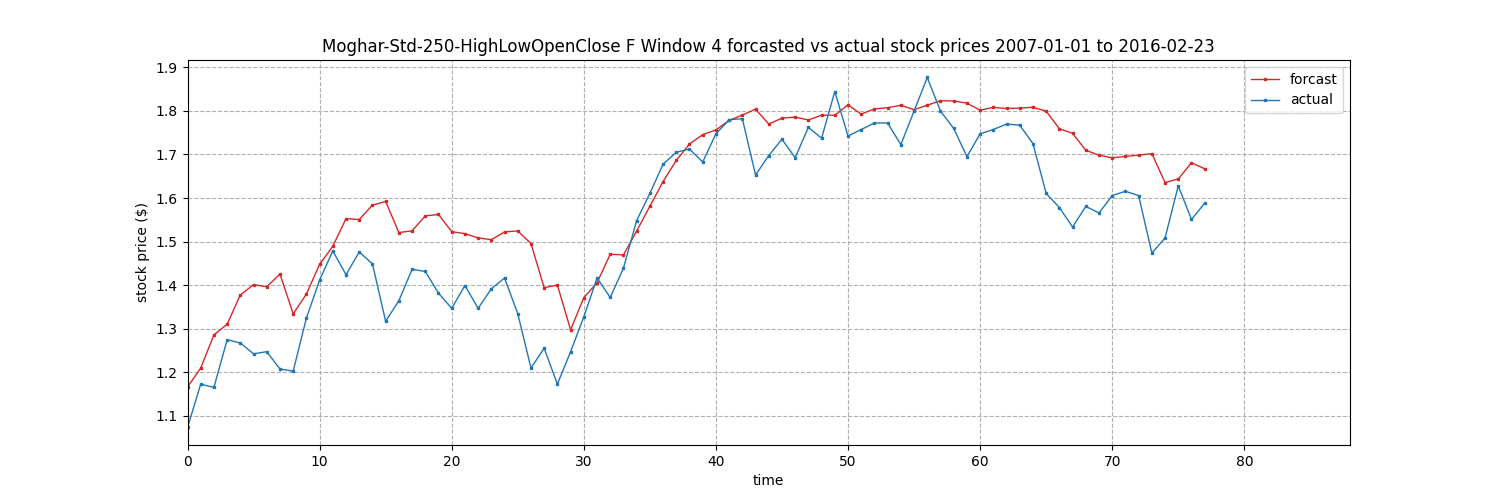 Moghar-Std-250-HighLowOpenClose F Window 4 forcasted vs actual stock prices 2007-01-01 to 2016-02-23
forcast
actual
stock price ($)
1.9
1.8
1.7
1.6
1.5
1.4
1.3
1.2
1.1
0 10 20 30 40 50 60 70 80
time